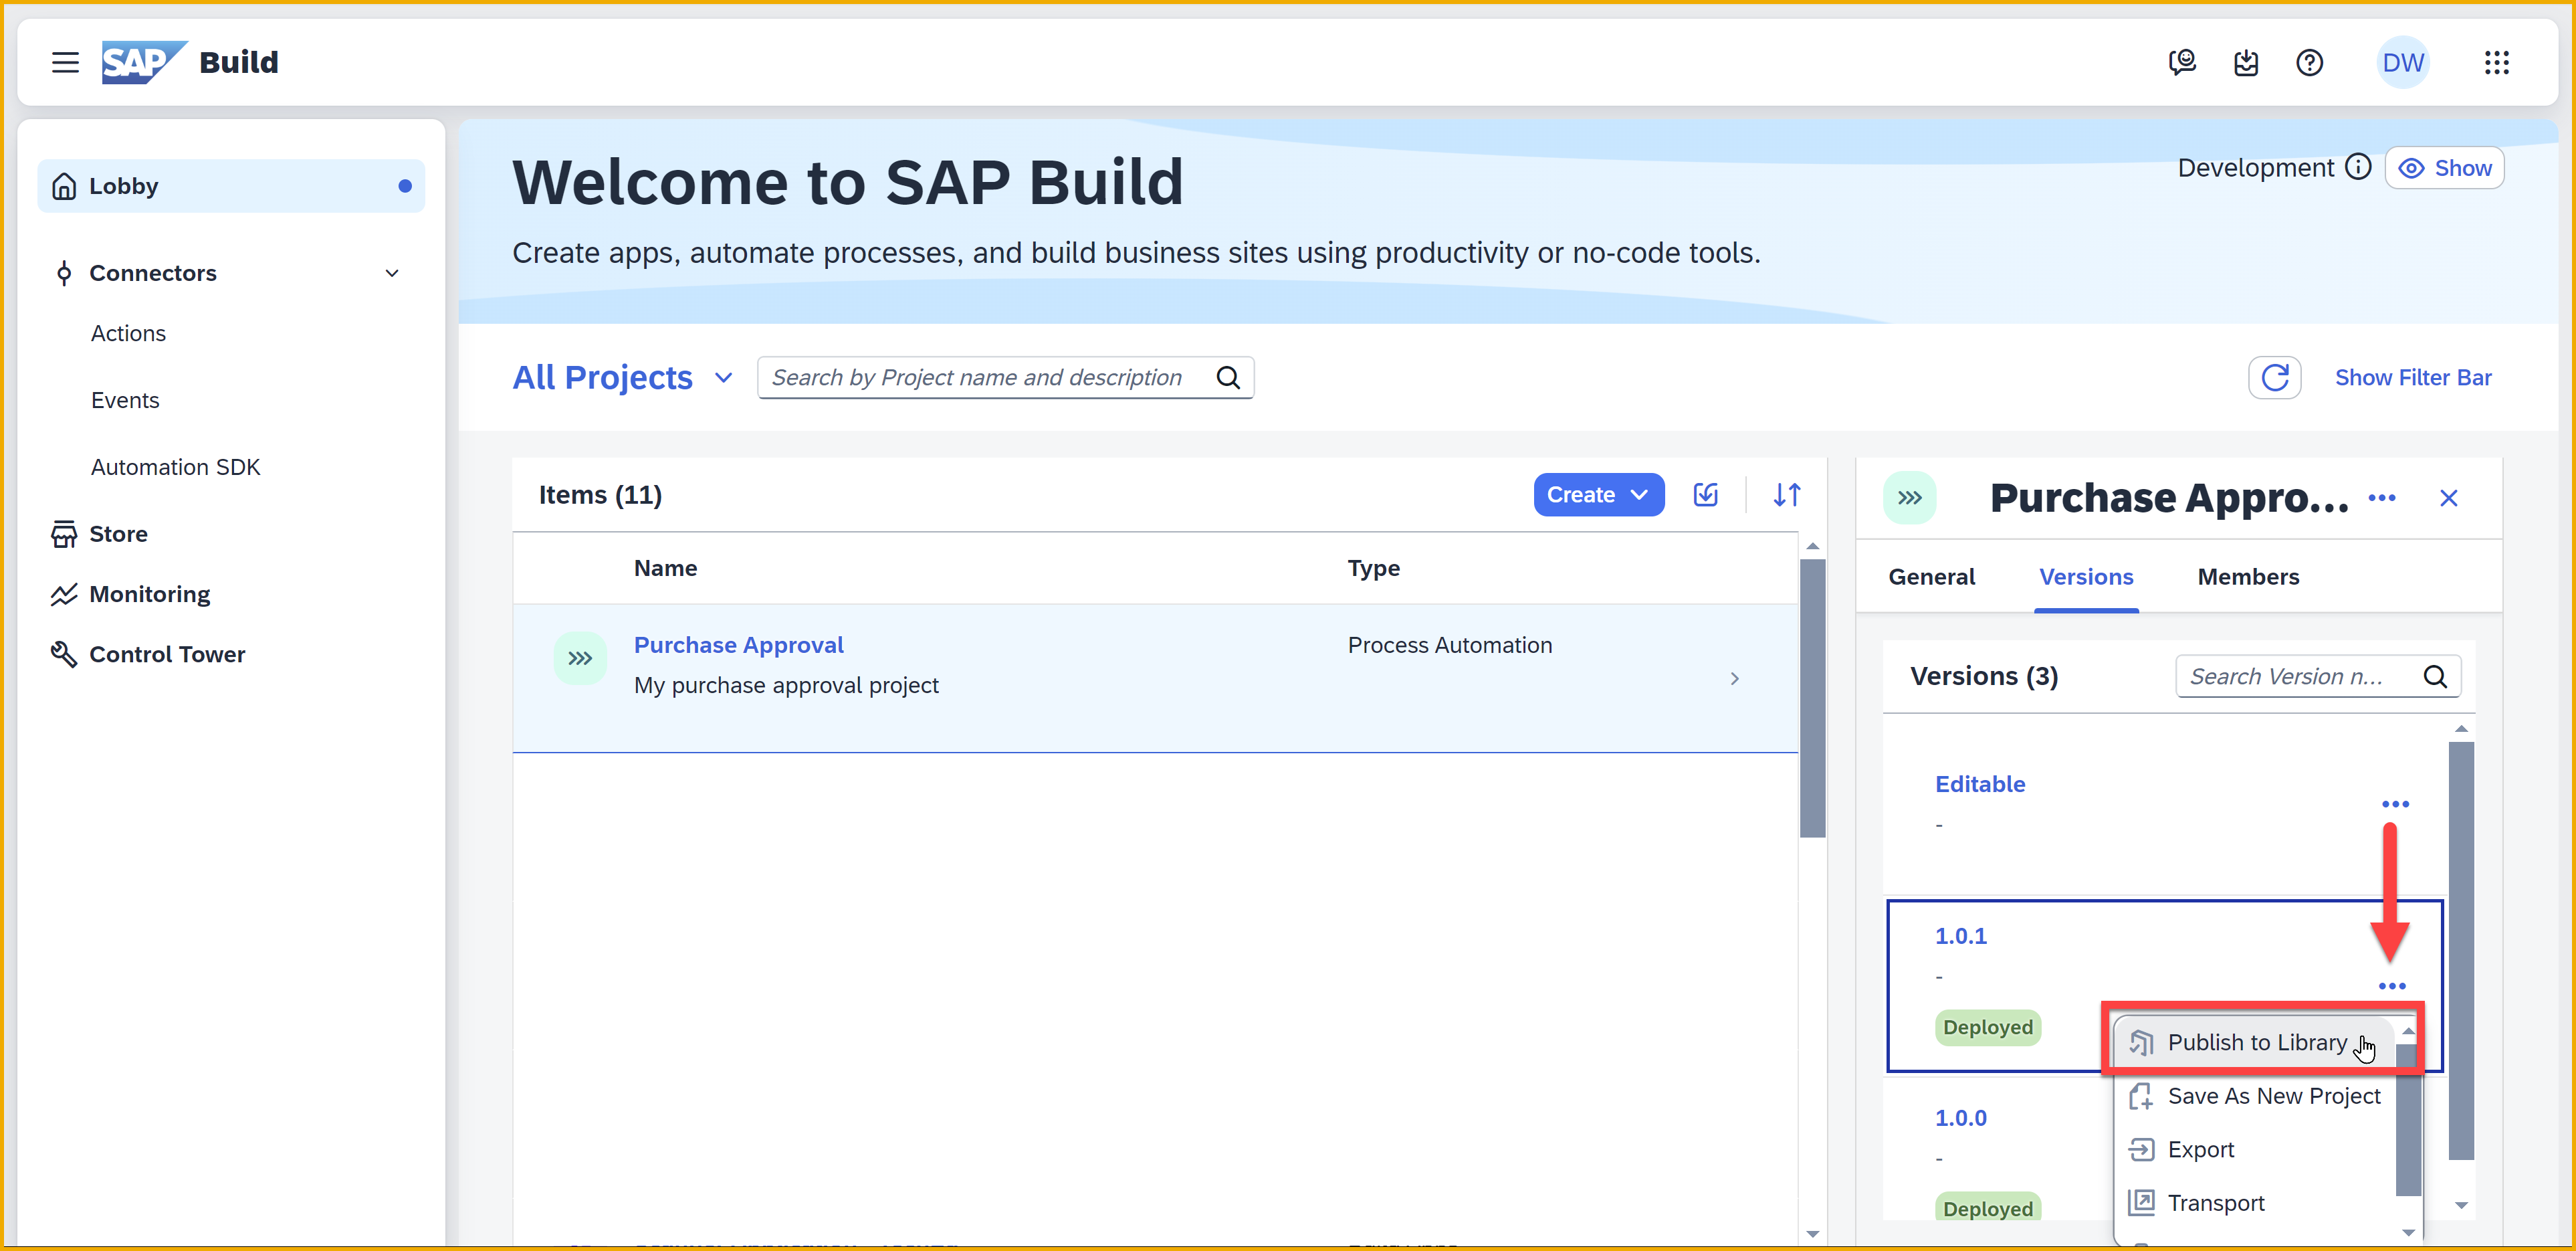 SAP Build
DW
Lobby
Connectors
Actions
Events
Automation SDK
Store
Monitoring
Control Tower
Welcome to SAP Build
Create apps, automate processes, and build business sites using productivity or no-code tools.
Development
Show
All Projects
Search by Project name and description
Show Filter Bar
Items (11)
Create
Name Type
Purchase Approval Process Automation
My purchase approval project
Purchase Appro...
General Versions Members
Versions (3)
Search Version n...
Editable
-
1.0.1
-
Deployed
Publish to Library
Save As New Project
Export
Transport
1.0.0
-
Deployed